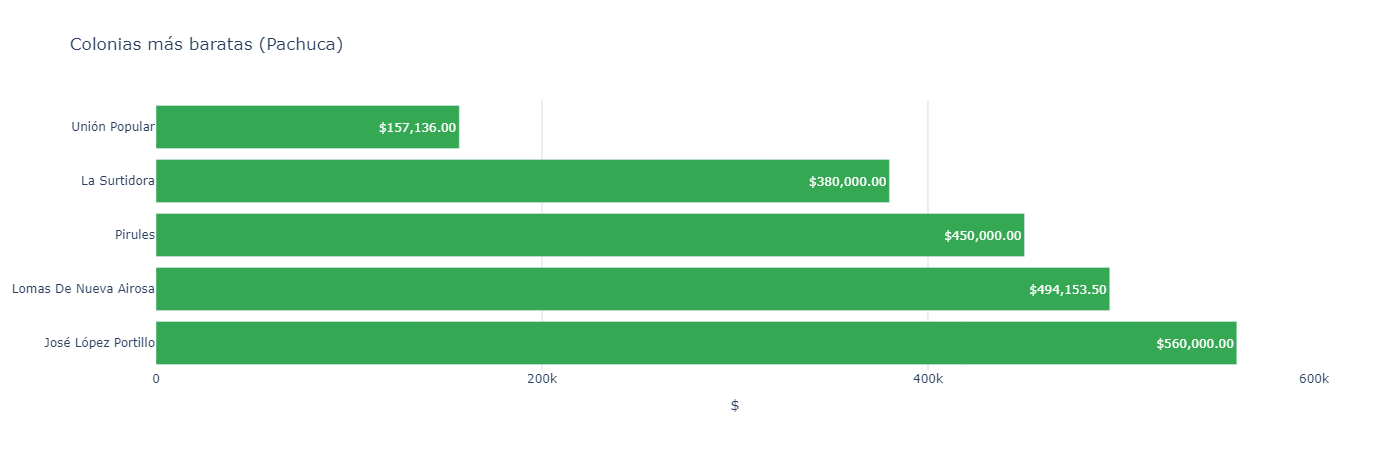 Colonias más baratas (Pachuca)
Unión Popular $157,136.00
La Surtidora $380,000.00
Pirules $450,000.00
Lomas De Nueva Airosa $494,153.50
José López Portillo $560,000.00
0 200k 400k 600k
$